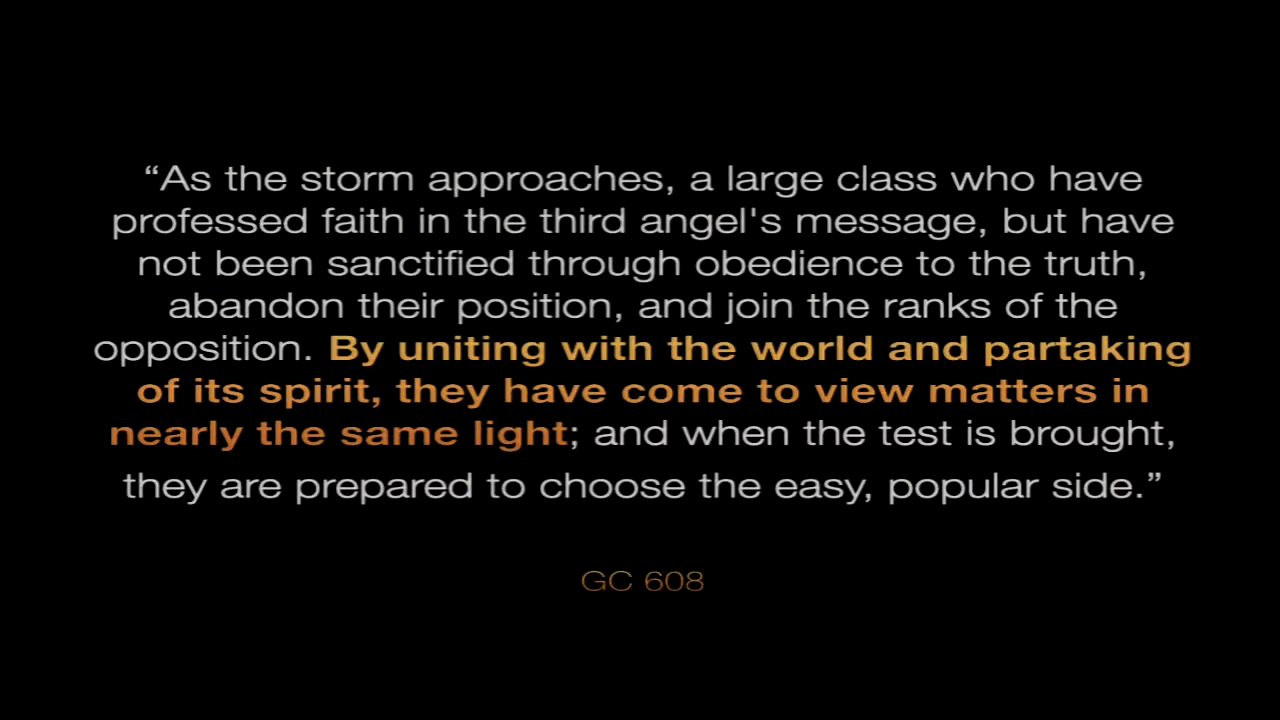 “As the storm approaches, a large class who have
professed faith in the third angel's message, but have
not been sanctified through obedience to the truth,
abandon their position, and join the ranks of the
opposition. By uniting with the world and partaking
of its spirit, they have come to view matters in
nearly the same light; and when the test is brought,
they are prepared to choose the easy, popular side.”
GC 608